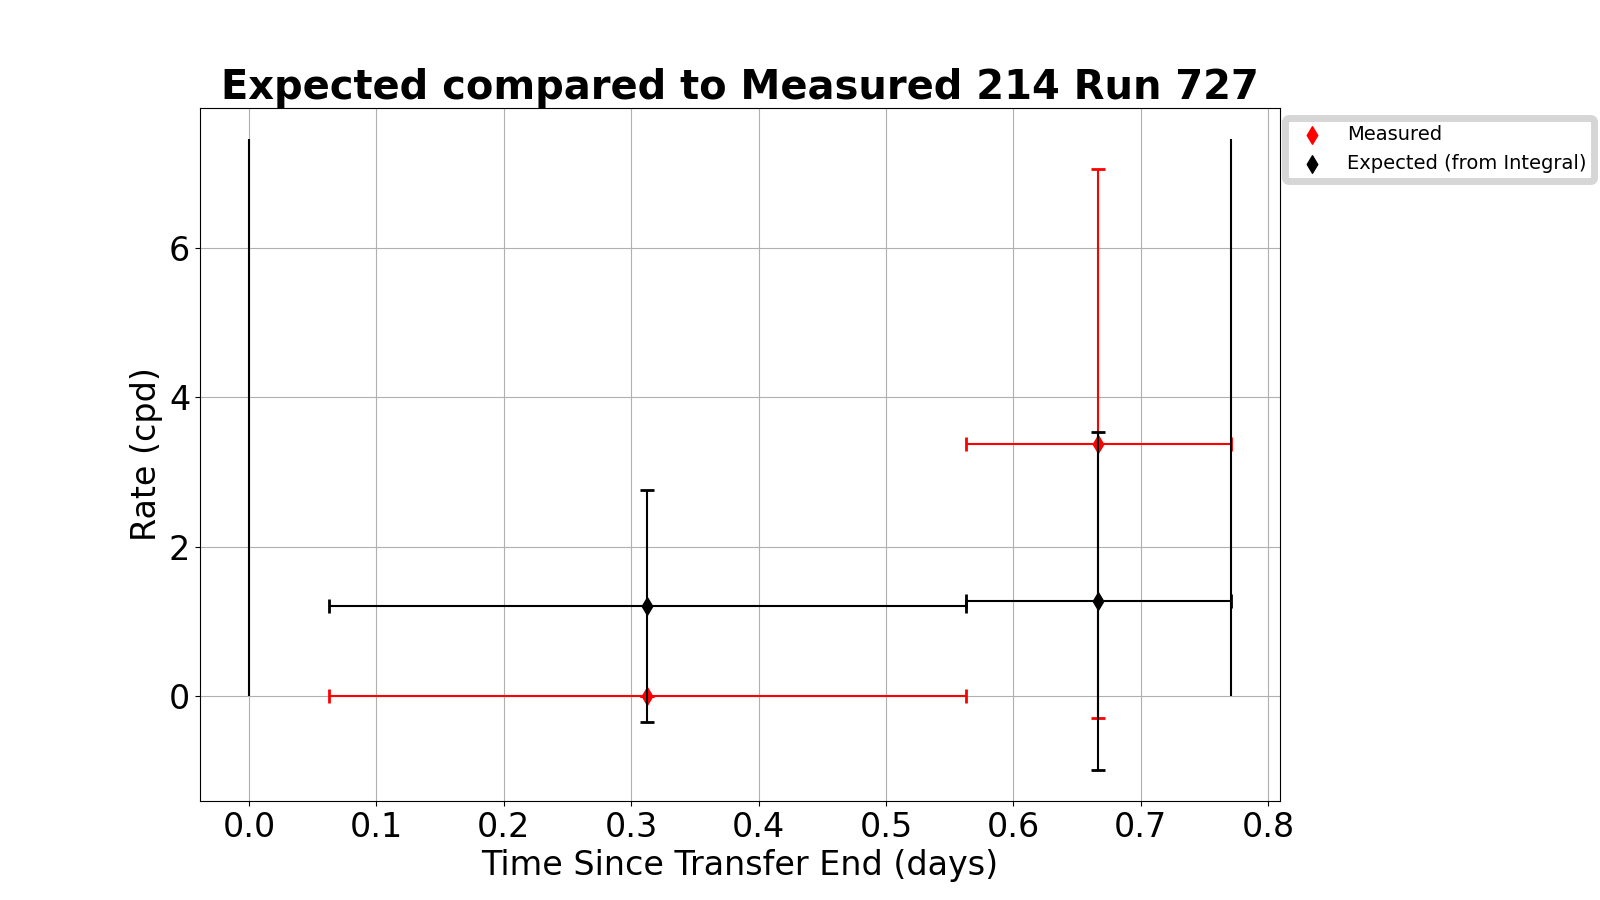 Expected compared to Measured 214 Run 727
Measured
Expected (from Integral)
Rate (cpd)
6
4
2
0
0.0 0.1 0.2 0.3 0.4 0.5 0.6 0.7 0.8
Time Since Transfer End (days)